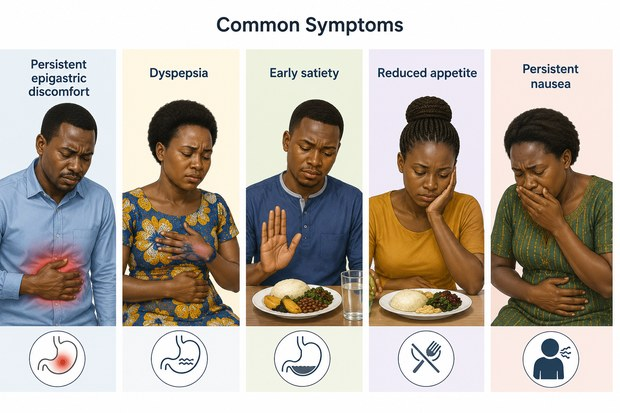 Common Symptoms
Persistent
epigastric
discomfort
Dyspepsia
Early satiety
Reduced appetite
Persistent
nausea